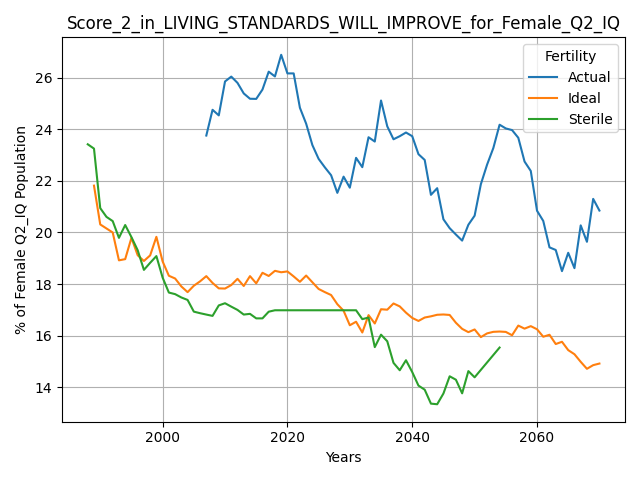 Score_2_in_LIVING_STANDARDS_WILL_IMPROVE_for_Female_Q2_IQ
Fertility
Actual
Ideal
Sterile
% of Female Q2_IQ Population
26
24
22
20
18
16
14
2000
2020
2040
2060
Years